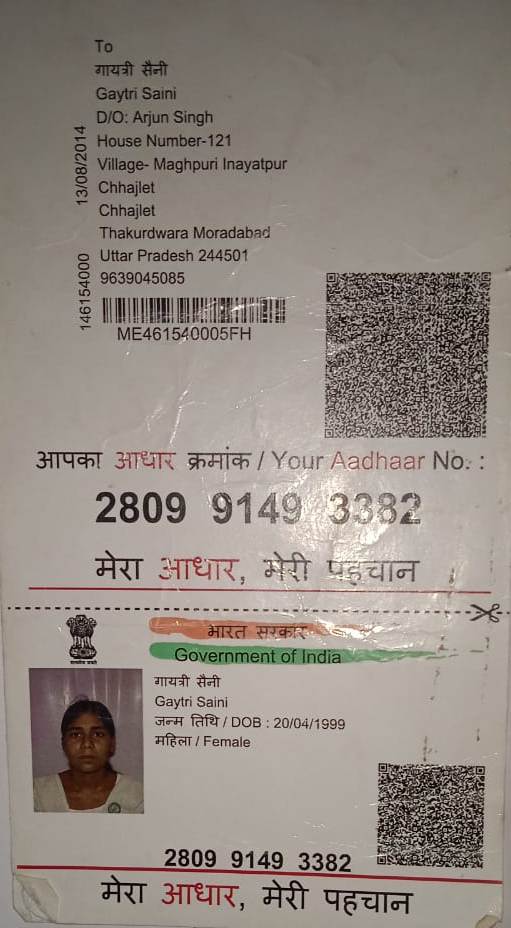 To
गायत्री सैनी
Gaytri Saini
D/O: Arjun Singh
House Number-121
Village- Maghpuri Inayatpur
Chhajlet
Chhajlet
Thakurdwara Moradabad
Uttar Pradesh 244501
9639045085
13/08/2014
146154000
ME461540005FH
आपका आधार क्रमांक / Your Aadhaar No. :
2809 9149 3382
मेरा आधार, मेरी पहचान
भारत सरकार
Government of India
गायत्री सैनी
Gaytri Saini
जन्म तिथि / DOB : 20/04/1999
महिला / Female
2809 9149 3382
मेरा आधार, मेरी पहचान